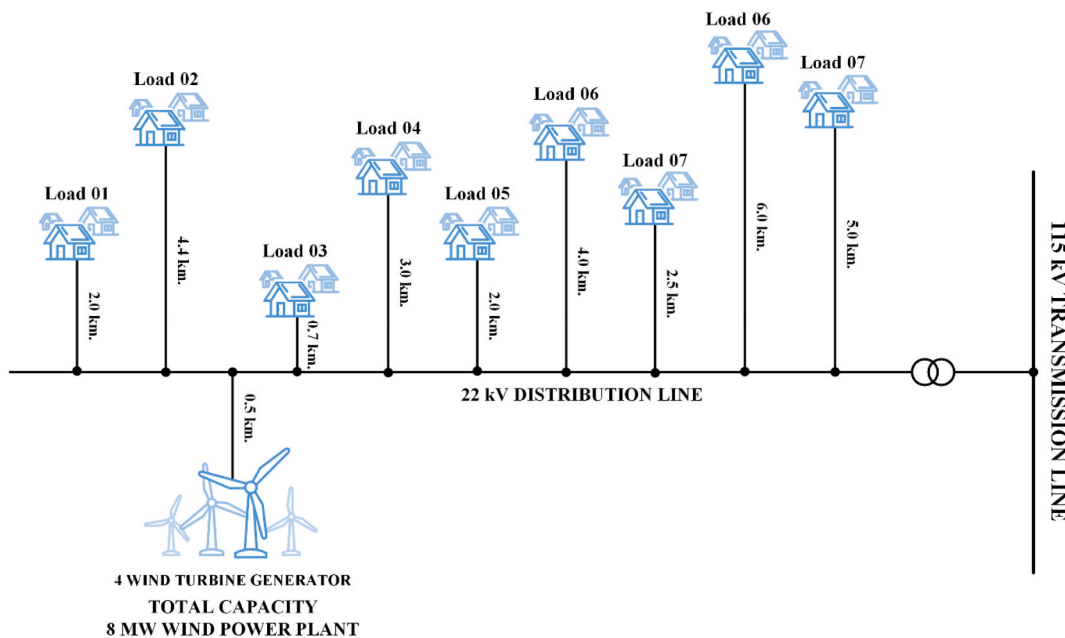 Load 01
Load 02
Load 03
Load 04
Load 05
Load 06
Load 07
Load 06
Load 07
2.0 km.
4.4 km.
0.7 km.
3.0 km.
2.0 km.
4.0 km.
2.5 km.
6.0 km.
5.0 km.
22 kV DISTRIBUTION LINE
115 kV TRANSMISSION LINE
0.5 km.
4 WIND TURBINE GENERATOR
TOTAL CAPACITY
8 MW WIND POWER PLANT